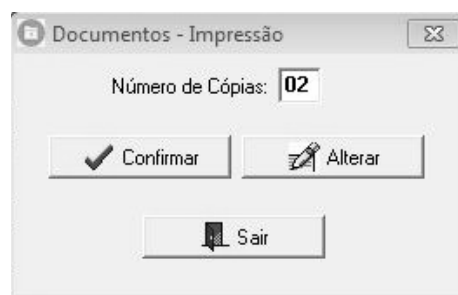 Documentos - Impressão
Número de Cópias: 02
Confirmar Alterar
Sair